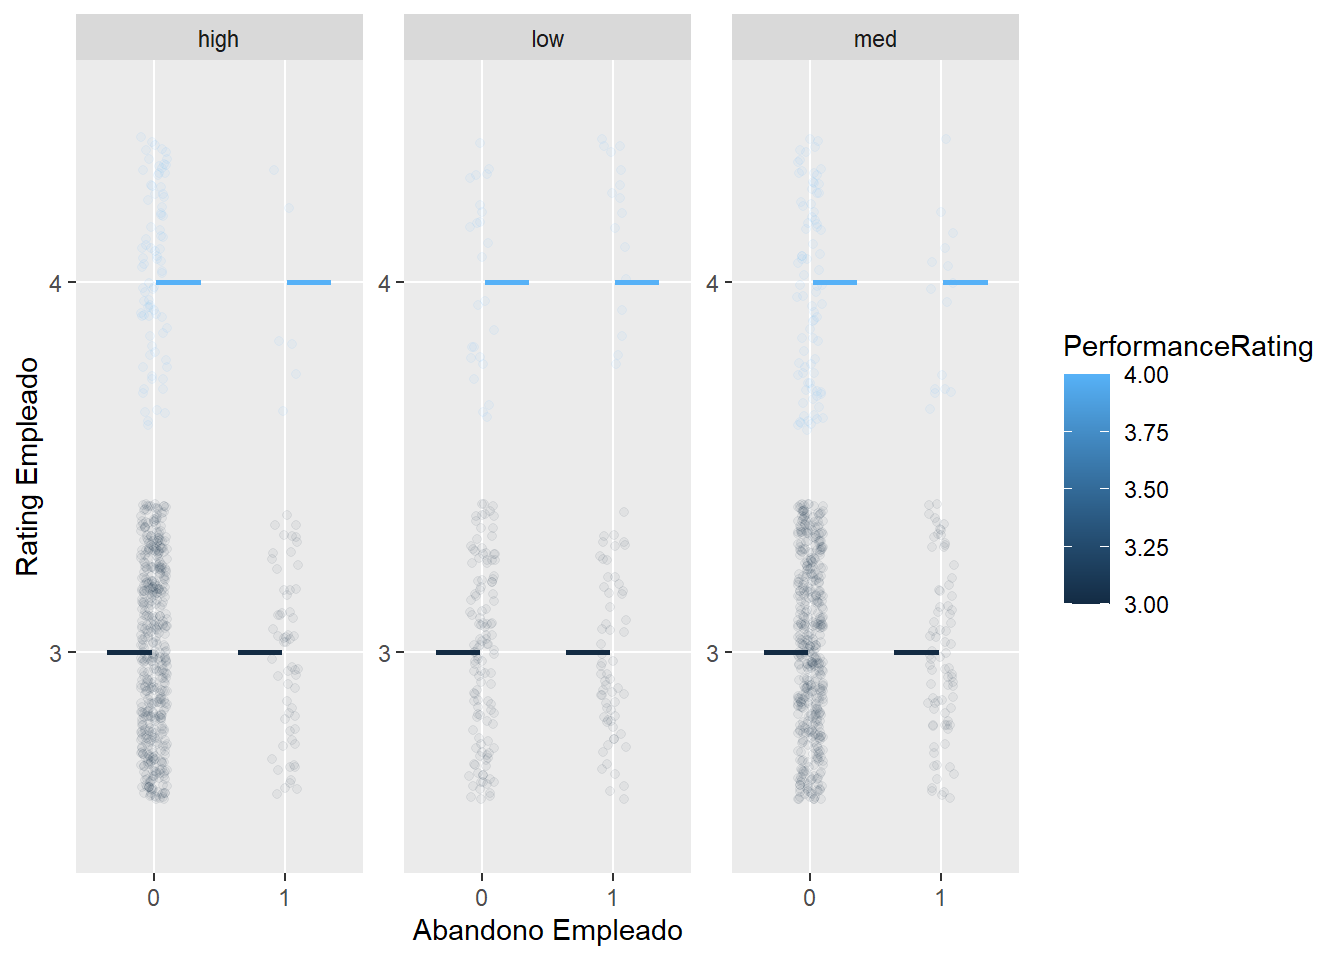 high
low
med
4
4
4
3
3
3
0
1
0
1
0
1
Abandono Empleado
Rating Empleado
PerformanceRating
4.00
3.75
3.50
3.25
3.00